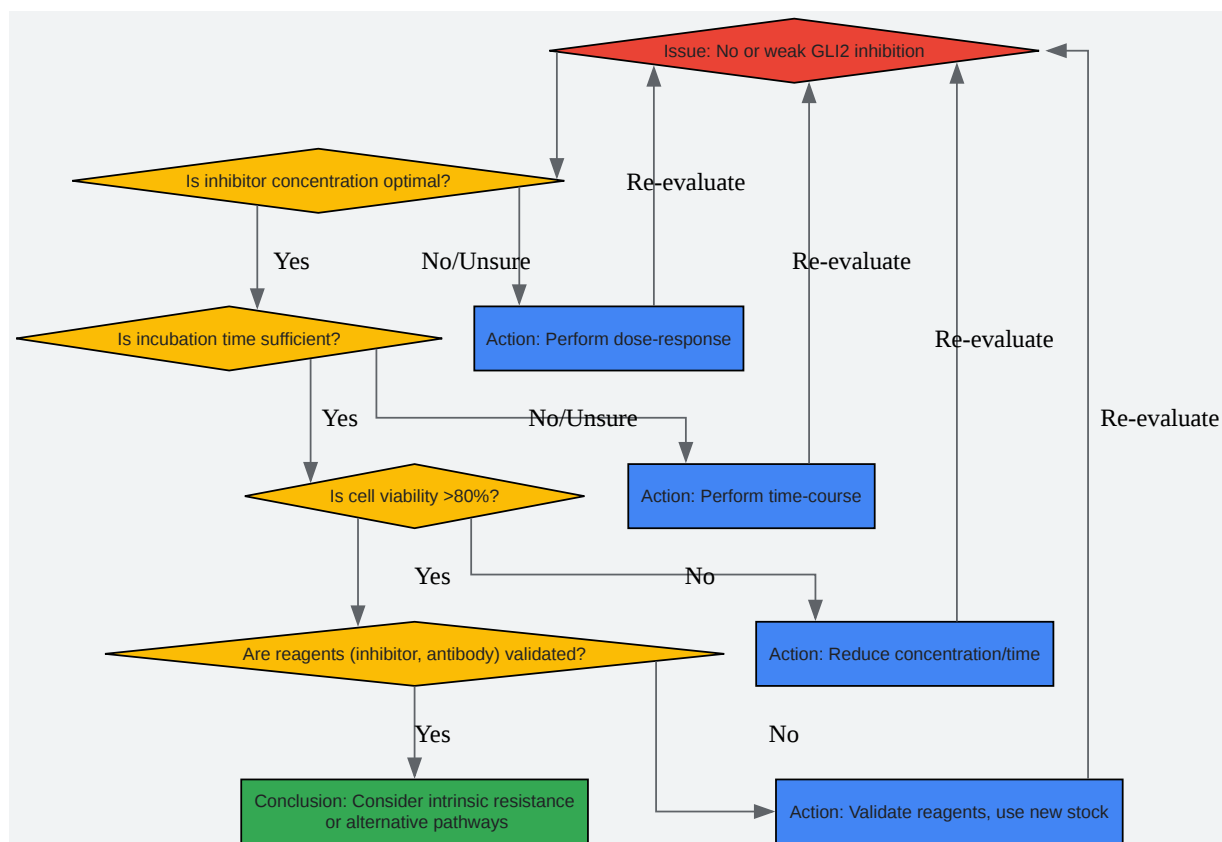 Issue: No or weak GLI2 inhibition
Is inhibitor concentration optimal?
Re-evaluate
Yes
No/Unsure
Re-evaluate
Is incubation time sufficient?
Action: Perform dose-response
Re-evaluate
Yes
No/Unsure
Re-evaluate
Is cell viability >80%?
Action: Perform time-course
Yes
No
Are reagents (inhibitor, antibody) validated?
Action: Reduce concentration/time
Yes
No
Conclusion: Consider intrinsic resistance
or alternative pathways
Action: Validate reagents, use new stock